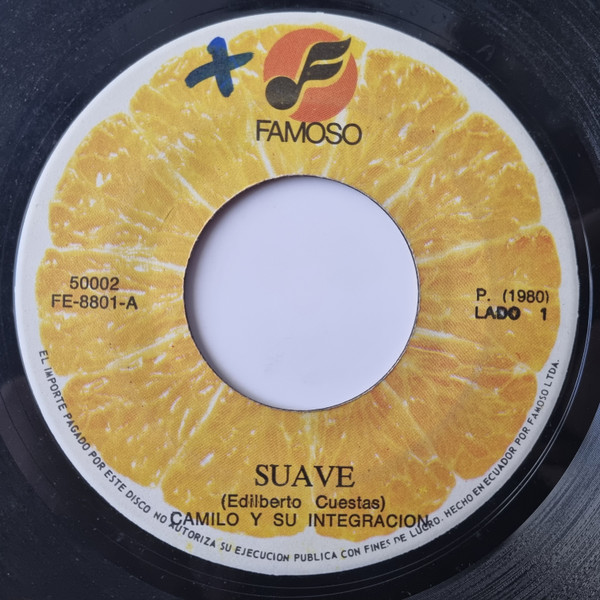 FAMOSO
50002
FE-8801-A
P. (1980)
LADO 1
SUAVE
(Edilberto Cuestas)
CAMILO Y SU INTEGRACION
EL IMPORTE PAGADO POR ESTE DISCO NO AUTORIZA SU EJECUCION PUBLICA CON FINES DE LUCRO. HECHO EN ECUADOR POR FAMOSO LTDA.